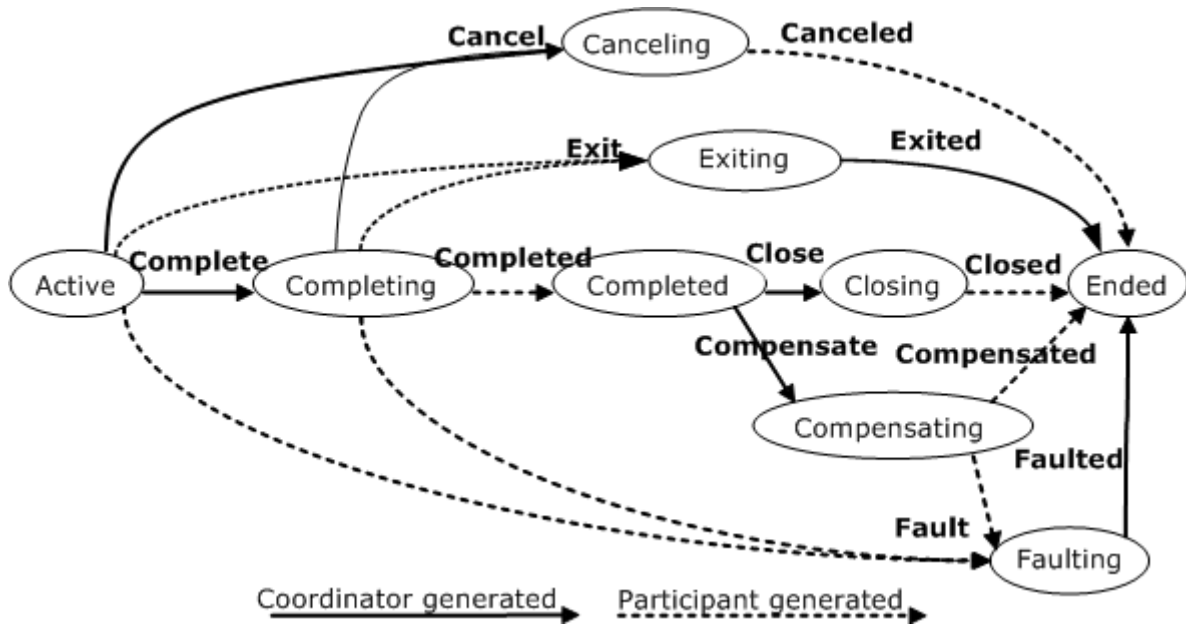 Cancel
Canceling
Canceled
Exit
Exiting
Exited
Active
Complete
Completing
Completed
Completed
Close
Closing
Closed
Ended
Compensate
Compensated
Compensating
Faulted
Fault
Faulting
Coordinator generated
Participant generated